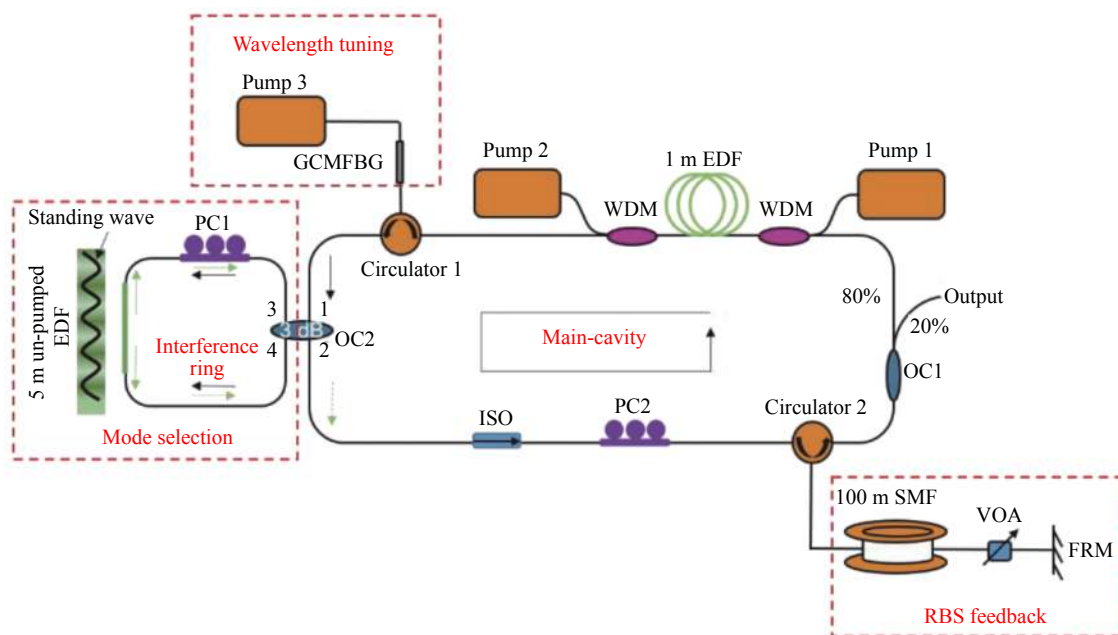 Wavelength tuning
Pump 3
GCMFBG
Pump 2
1 m EDF
Pump 1
WDM
WDM
Standing wave
PC1
Circulator 1
5 m un-pumped
EDF
3
1
3 dB
OC2
4
2
Interference
ring
Mode selection
Main-cavity
80%
Output
20%
OC1
ISO
PC2
Circulator 2
100 m SMF
VOA
FRM
RBS feedback